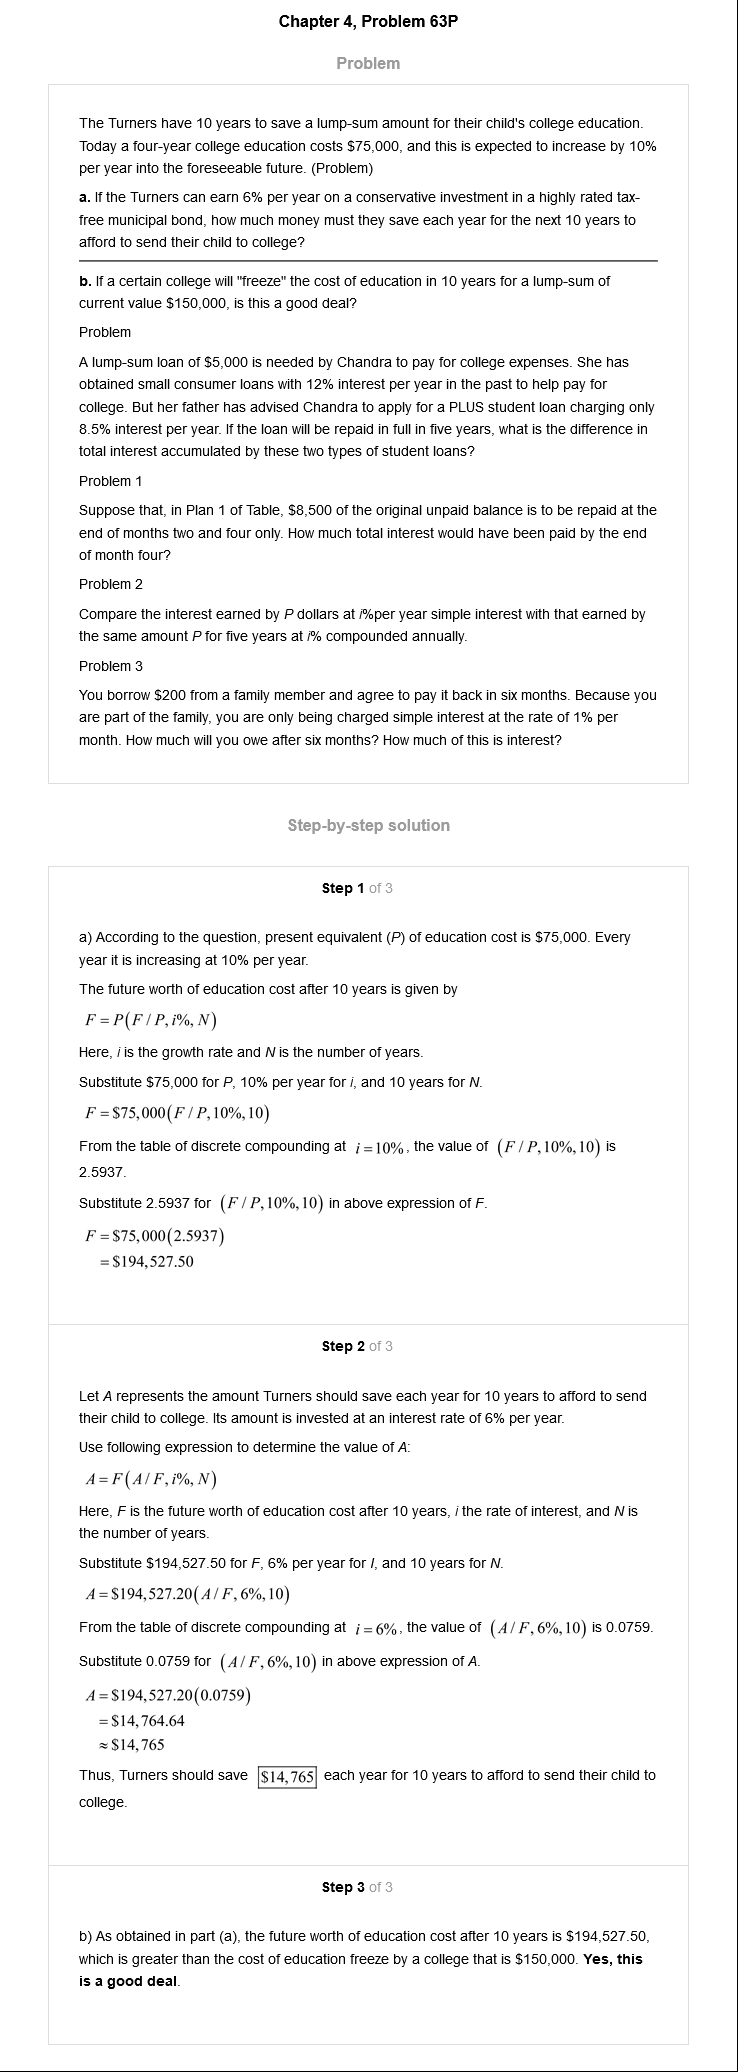 Chapter 4, Problem 63P
Problem
The Turners have 10 years to save a lump-sum amount for their child's college education.
Today a four-year college education costs $75,000, and this is expected to increase by 10%
per year into the foreseeable future. (Problem)
a. If the Turners can earn 6% per year on a conservative investment in a highly rated tax-
free municipal bond, how much money must they save each year for the next 10 years to
afford to send their child to college?
b. If a certain college will "freeze" the cost of education in 10 years for a lump-sum of
current value $150,000, is this a good deal?
Problem
A lump-sum loan of $5,000 is needed by Chandra to pay for college expenses. She has
obtained small consumer loans with 12% interest per year in the past to help pay for
college. But her father has advised Chandra to apply for a PLUS student loan charging only
8.5% interest per year. If the loan will be repaid in full in five years, what is the difference in
total interest accumulated by these two types of student loans?
Problem 1
Suppose that, in Plan 1 of Table, $8,500 of the original unpaid balance is to be repaid at the
end of months two and four only. How much total interest would have been paid by the end
of month four?
Problem 2
Compare the interest earned by P dollars at i%per year simple interest with that earned by
the same amount P for five years at i% compounded annually.
Problem 3
You borrow $200 from a family member and agree to pay it back in six months. Because you
are part of the family, you are only being charged simple interest at the rate of 1% per
month. How much will you owe after six months? How much of this is interest?
Step-by-step solution
Step 1 of 3
a) According to the question, present equivalent (P) of education cost is $75,000. Every
year it is increasing at 10% per year.
The future worth of education cost after 10 years is given by
F = P(F / P, i%, N)
Here, i is the growth rate and N is the number of years.
Substitute $75,000 for P, 10% per year for i, and 10 years for N.
F = $75,000(F / P,10%,10)
From the table of discrete compounding at i = 10%, the value of (F / P,10%,10) is
2.5937.
Substitute 2.5937 for (F / P,10%,10) in above expression of F.
F = $75,000(2.5937)
= $194,527.50
Step 2 of 3
Let A represents the amount Turners should save each year for 10 years to afford to send
their child to college. Its amount is invested at an interest rate of 6% per year.
Use following expression to determine the value of A:
A = F(A / F, i%, N)
Here, F is the future worth of education cost after 10 years, i the rate of interest, and N is
the number of years.
Substitute $194,527.50 for F, 6% per year for I, and 10 years for N.
A = $194,527.20(A / F,6%,10)
From the table of discrete compounding at i = 6%, the value of (A / F,6%,10) is 0.0759.
Substitute 0.0759 for (A / F,6%,10) in above expression of A.
A = $194,527.20(0.0759)
= $14,764.64
≈ $14,765
Thus, Turners should save $14,765 each year for 10 years to afford to send their child to
college.
Step 3 of 3
b) As obtained in part (a), the future worth of education cost after 10 years is $194,527.50,
which is greater than the cost of education freeze by a college that is $150,000. Yes, this
is a good deal.